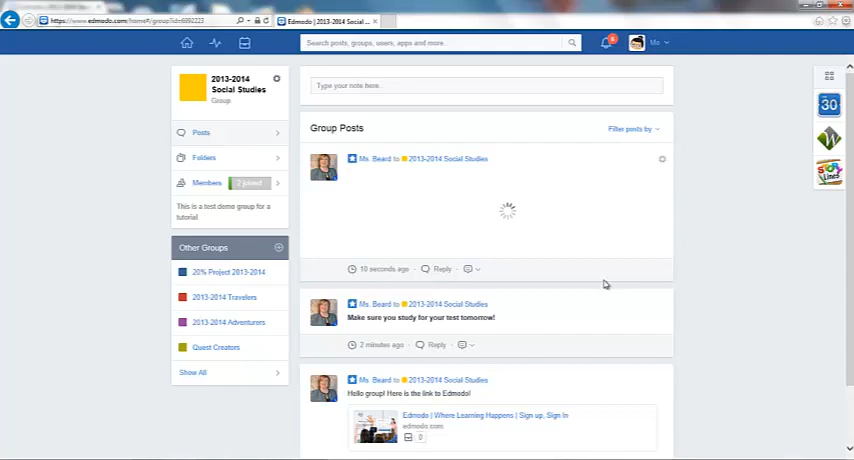 https://www.edmodo.com/home#/group?id=6992223
Edmodo | 2013-2014 Social ...
Search posts, groups, users, apps and more..
6
Mo
2013-2014
Social Studies
Group
Posts
Folders
Members
2 joined
This is a test demo group for a
tutorial
Other Groups
20% Project 2013-2014
2013-2014 Travelers
2013-2014 Adventurers
Quest Creators
Show All
Type your note here..
Group Posts
Filter posts by
Ms. Beard to 2013-2014 Social Studies
10 seconds ago
Reply
Ms. Beard to 2013-2014 Social Studies
Make sure you study for your test tomorrow!
2 minutes ago
Reply
Ms. Beard to 2013-2014 Social Studies
Hello group! Here is the link to Edmodo!
Edmodo | Where Learning Happens | Sign up, Sign In
edmodo.com
0
30
W
STORY
Lines